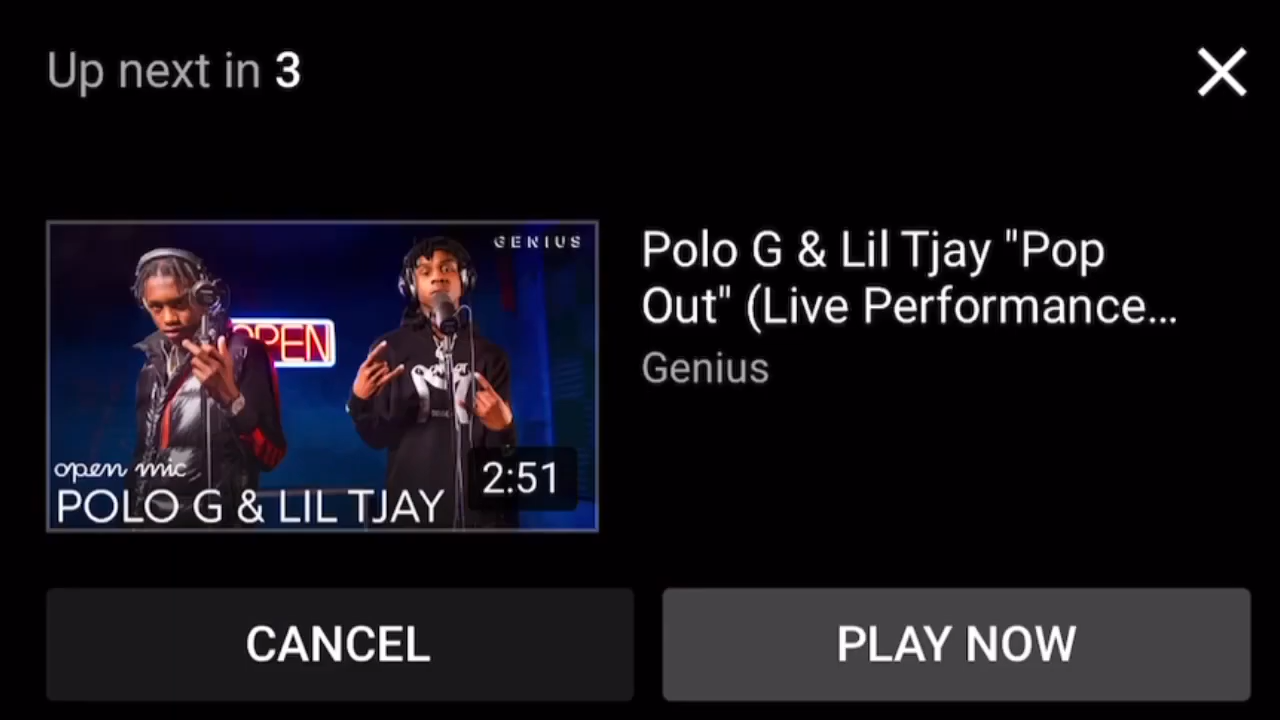 Up next in 3
GENIUS
OPEN
open mic
POLO G & LIL TJAY
2:51
Polo G & Lil Tjay "Pop
Out" (Live Performance...
Genius
CANCEL
PLAY NOW